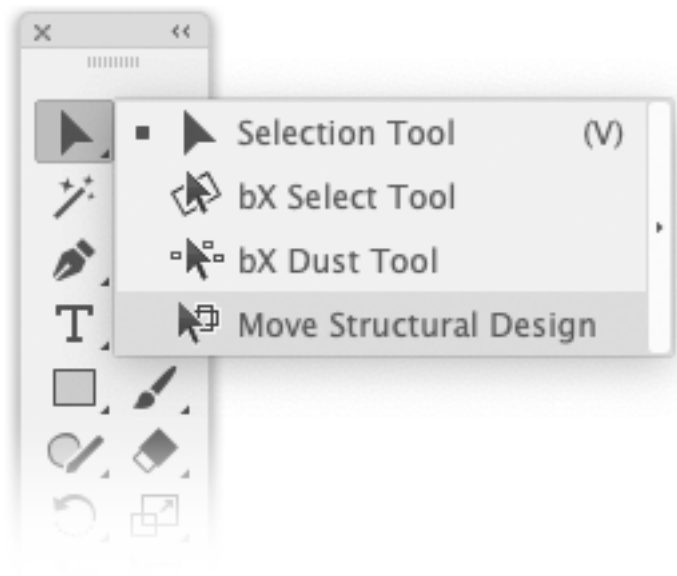 Selection Tool (V)
bX Select Tool
bX Dust Tool
Move Structural Design